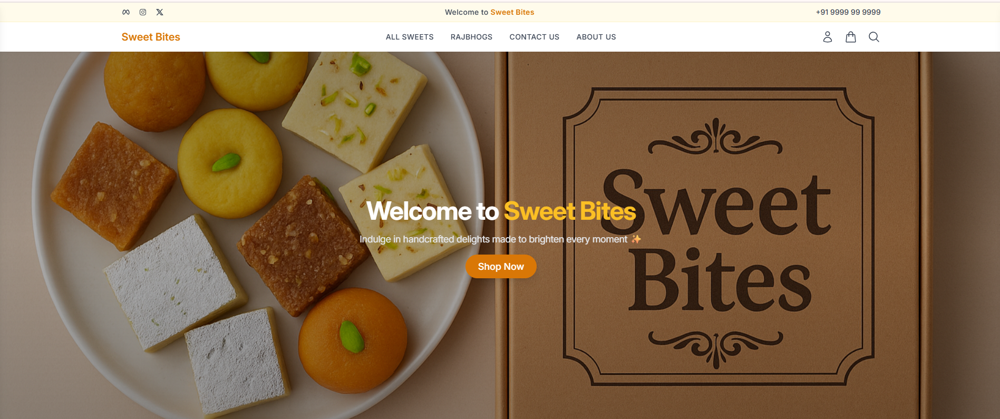 Welcome to Sweet Bites
+91 9999 99 9999
Sweet Bites
ALL SWEETS
RAJBHOGS
CONTACT US
ABOUT US
Welcome to Sweet Bites
Indulge in handcrafted delights made to brighten every moment ✨
Shop Now
Sweet
Bites